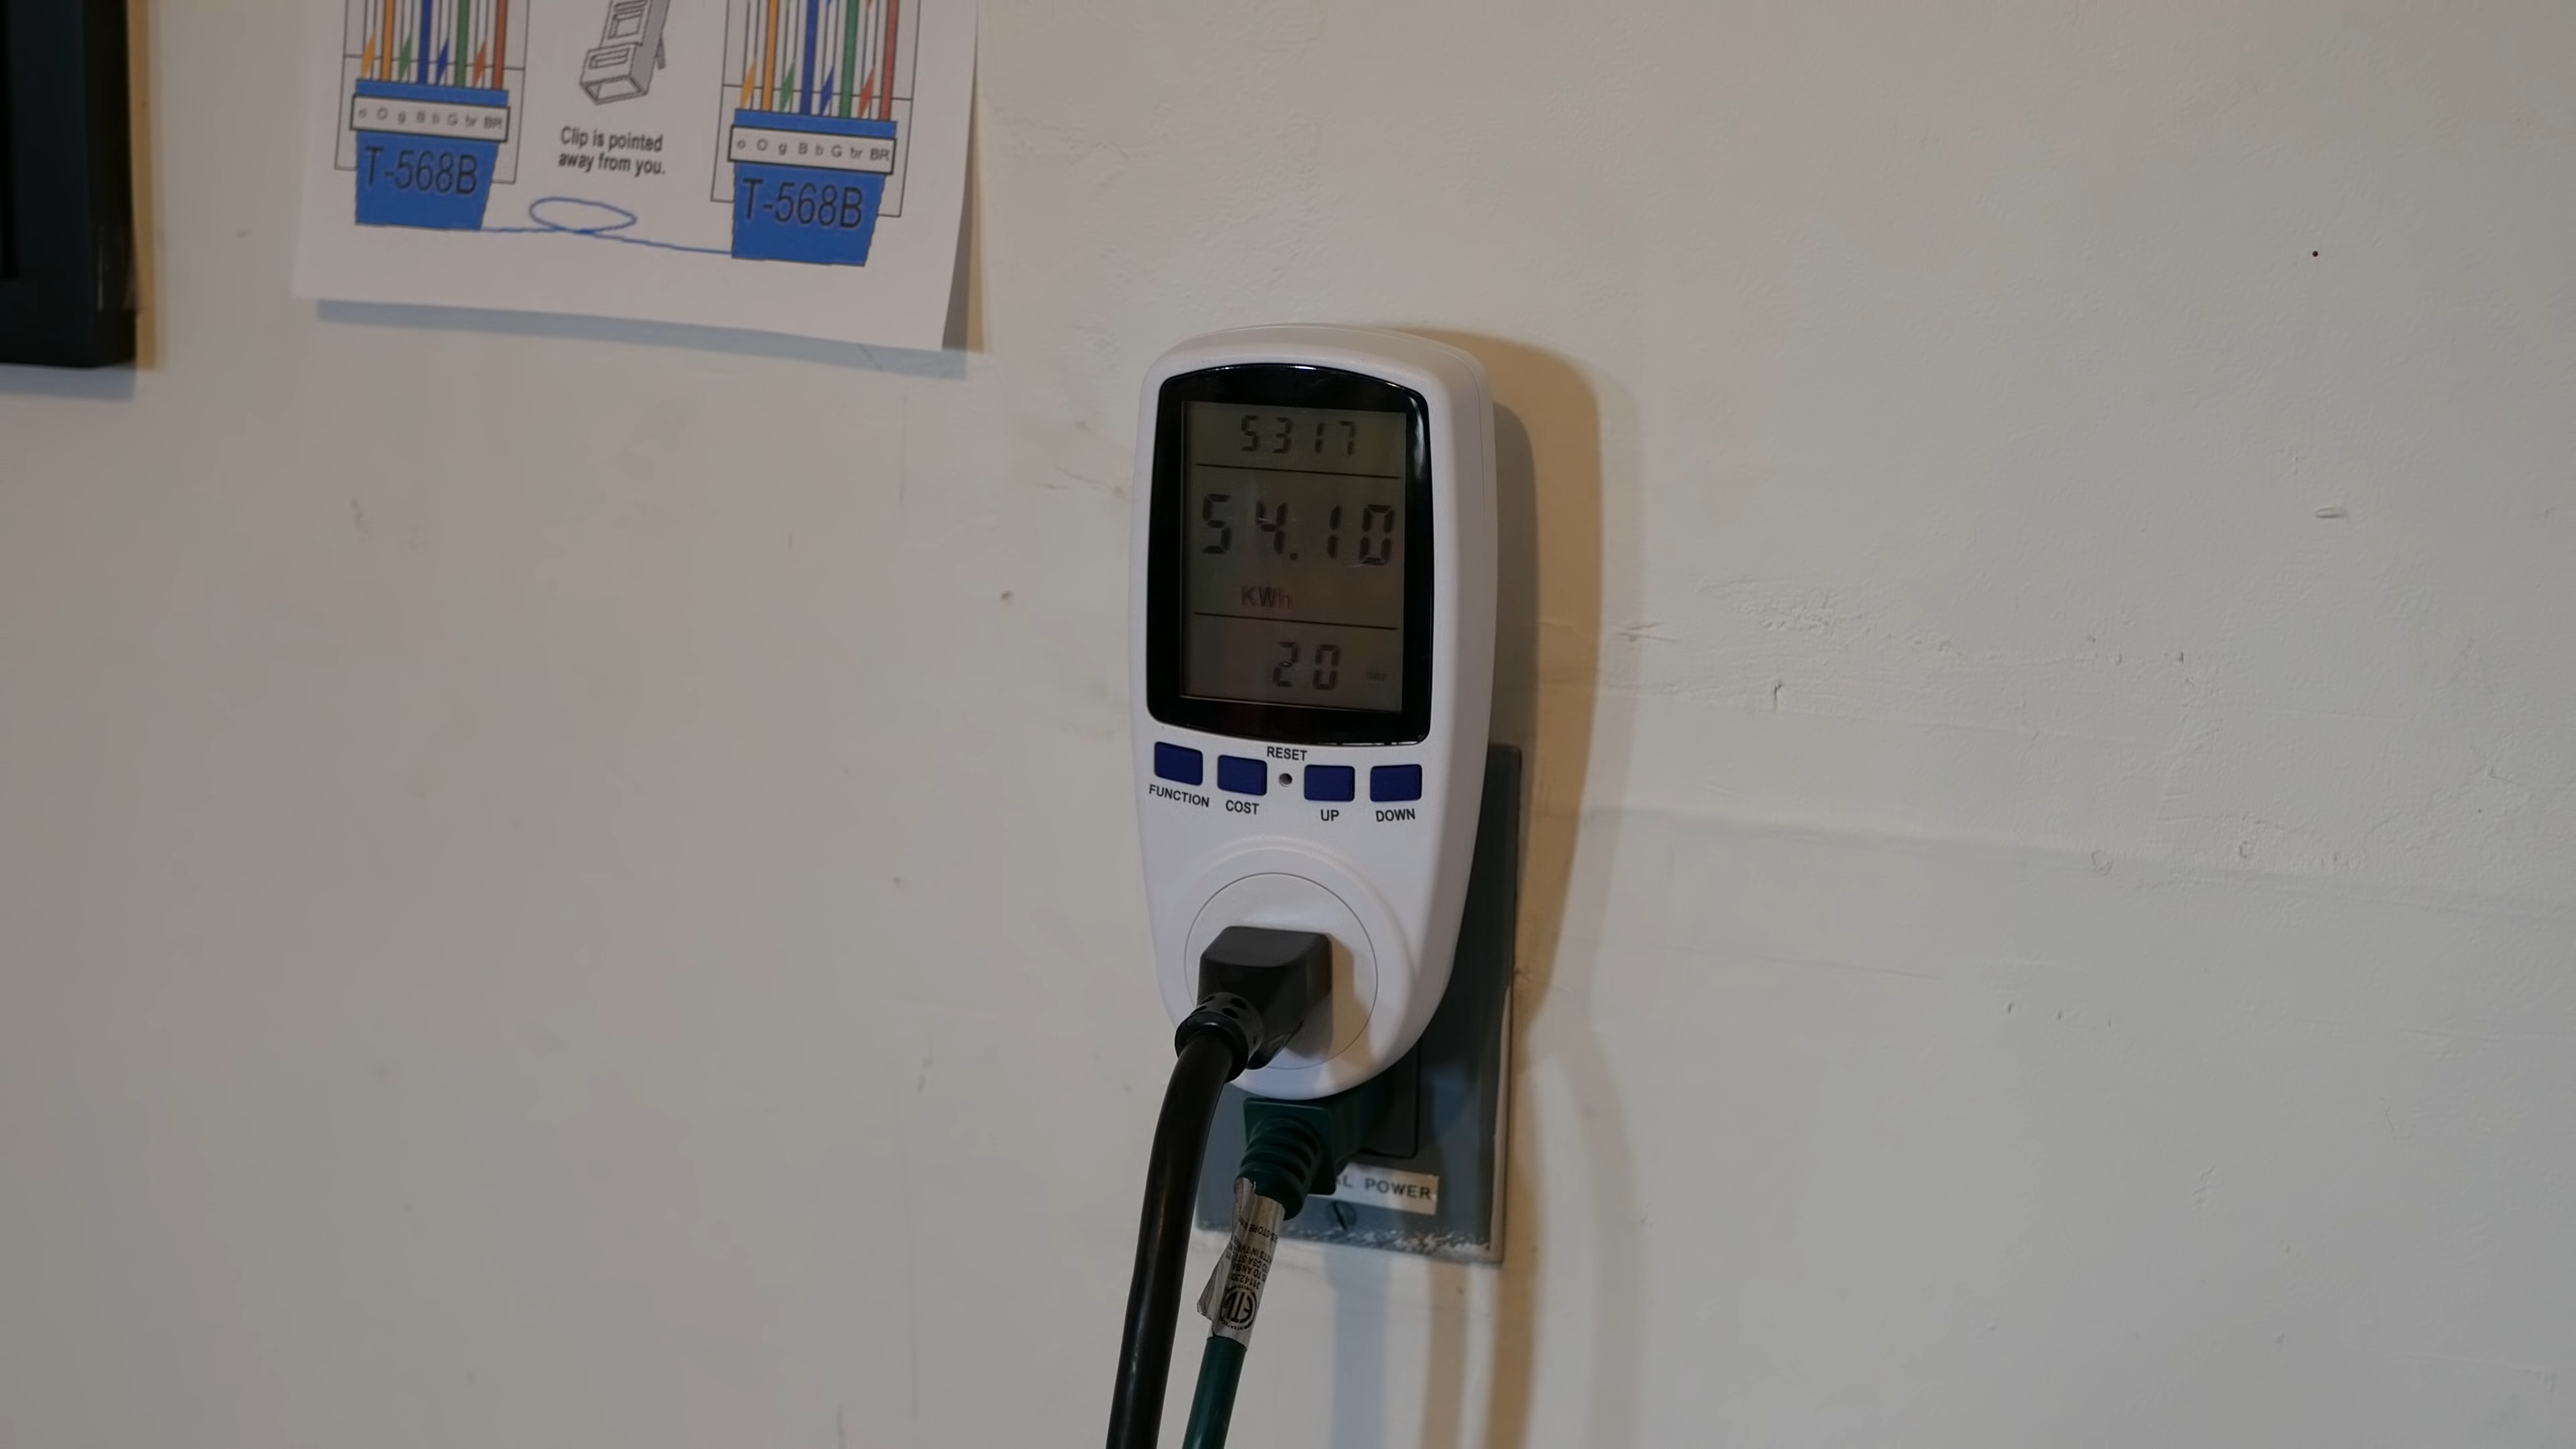 o O g B b G br BR
T-568B
Clip is pointed
away from you.
o O g B b G br BR
T-568B
5317
54.10
KWh
20
RESET
FUNCTION COST UP DOWN
POWER